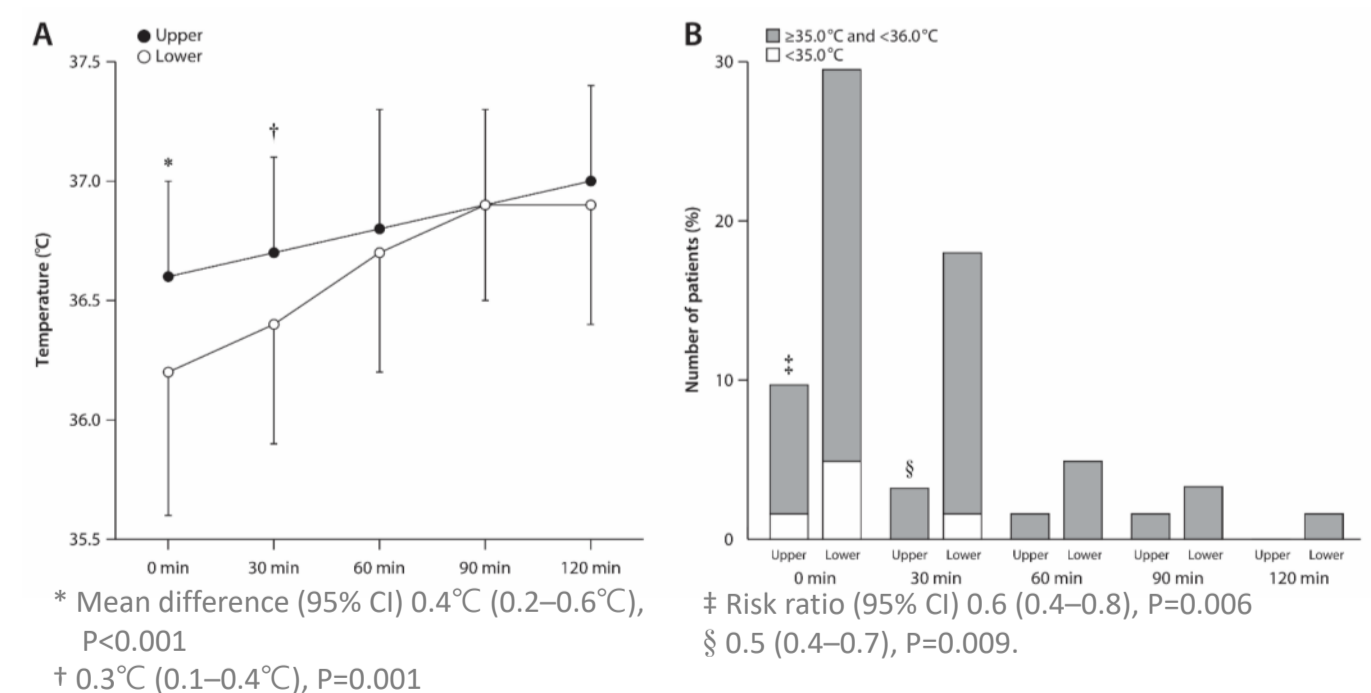 A
● Upper
○ Lower
37.5
37.0
36.5
36.0
35.5
Temperature (℃)
*
†
0 min 30 min 60 min 90 min 120 min
* Mean difference (95% CI) 0.4℃ (0.2–0.6℃),
P<0.001
† 0.3℃ (0.1–0.4℃), P=0.001
B
≥35.0℃ and <36.0℃
<35.0℃
30
20
10
0
Number of patients (%)
‡
§
Upper Lower Upper Lower Upper Lower Upper Lower Upper Lower
0 min 30 min 60 min 90 min 120 min
‡ Risk ratio (95% CI) 0.6 (0.4–0.8), P=0.006
§ 0.5 (0.4–0.7), P=0.009.